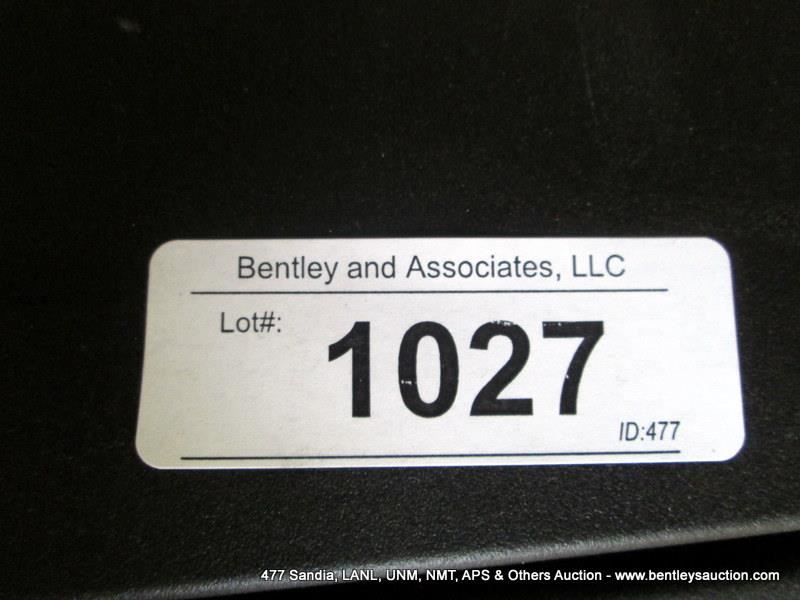 Bentley and Associates, LLC
Lot#:
1027
ID:477
477 Sandia, LANL, UNM, NMT, APS & Others Auction - www.bentleysauction.com